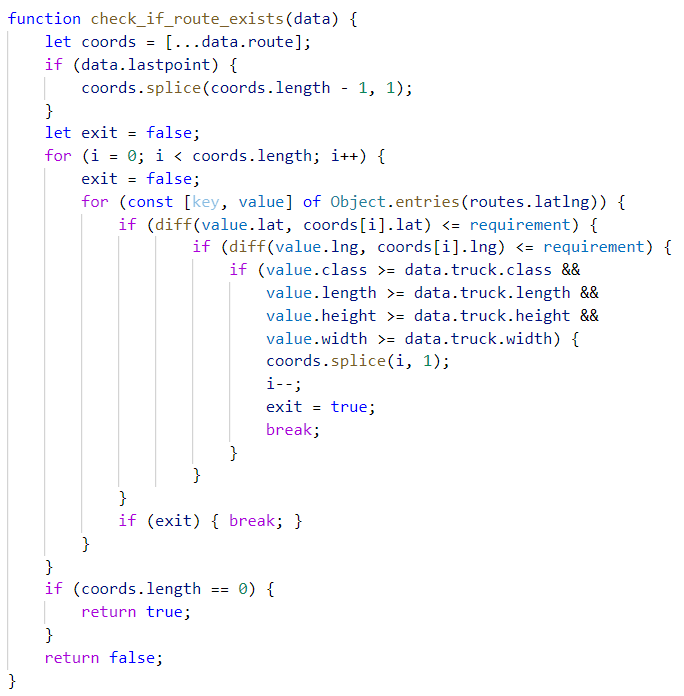 function check_if_route_exists(data) {
    let coords = [...data.route];
    if (data.lastpoint) {
        coords.splice(coords.length - 1, 1);
    }
    let exit = false;
    for (i = 0; i < coords.length; i++) {
        exit = false;
        for (const [key, value] of Object.entries(routes.latlng)) {
            if (diff(value.lat, coords[i].lat) <= requirement) {
                    if (diff(value.lng, coords[i].lng) <= requirement) {
                        if (value.class >= data.truck.class &&
                            value.length >= data.truck.length &&
                            value.height >= data.truck.height &&
                            value.width >= data.truck.width) {
                            coords.splice(i, 1);
                            i--;
                            exit = true;
                            break;
                        }
                    }
            }
            if (exit) { break; }
        }
    }
    if (coords.length == 0) {
        return true;
    }
    return false;
}